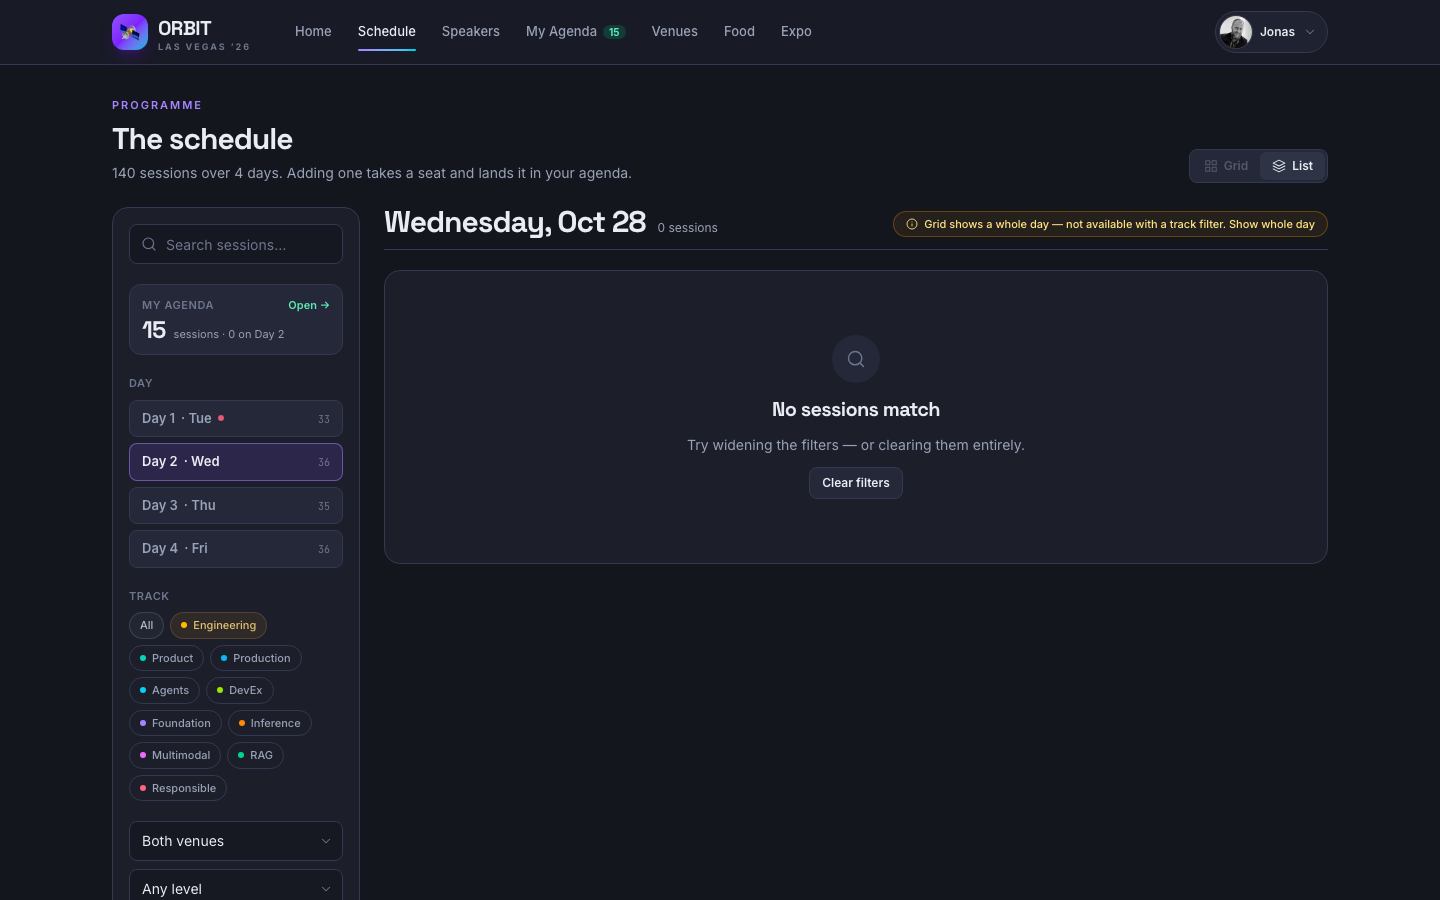 ORBIT
LAS VEGAS '26
Home
Schedule
Speakers
My Agenda 15
Venues
Food
Expo
Jonas
PROGRAMME
The schedule
140 sessions over 4 days. Adding one takes a seat and lands it in your agenda.
Grid
List
Search sessions...
MY AGENDA
Open →
15 sessions · 0 on Day 2
DAY
Day 1 · Tue 33
Day 2 · Wed 36
Day 3 · Thu 35
Day 4 · Fri 36
TRACK
All
Engineering
Product
Production
Agents
DevEx
Foundation
Inference
Multimodal
RAG
Responsible
Both venues
Any level
Wednesday, Oct 28 0 sessions
Grid shows a whole day — not available with a track filter. Show whole day
No sessions match
Try widening the filters — or clearing them entirely.
Clear filters